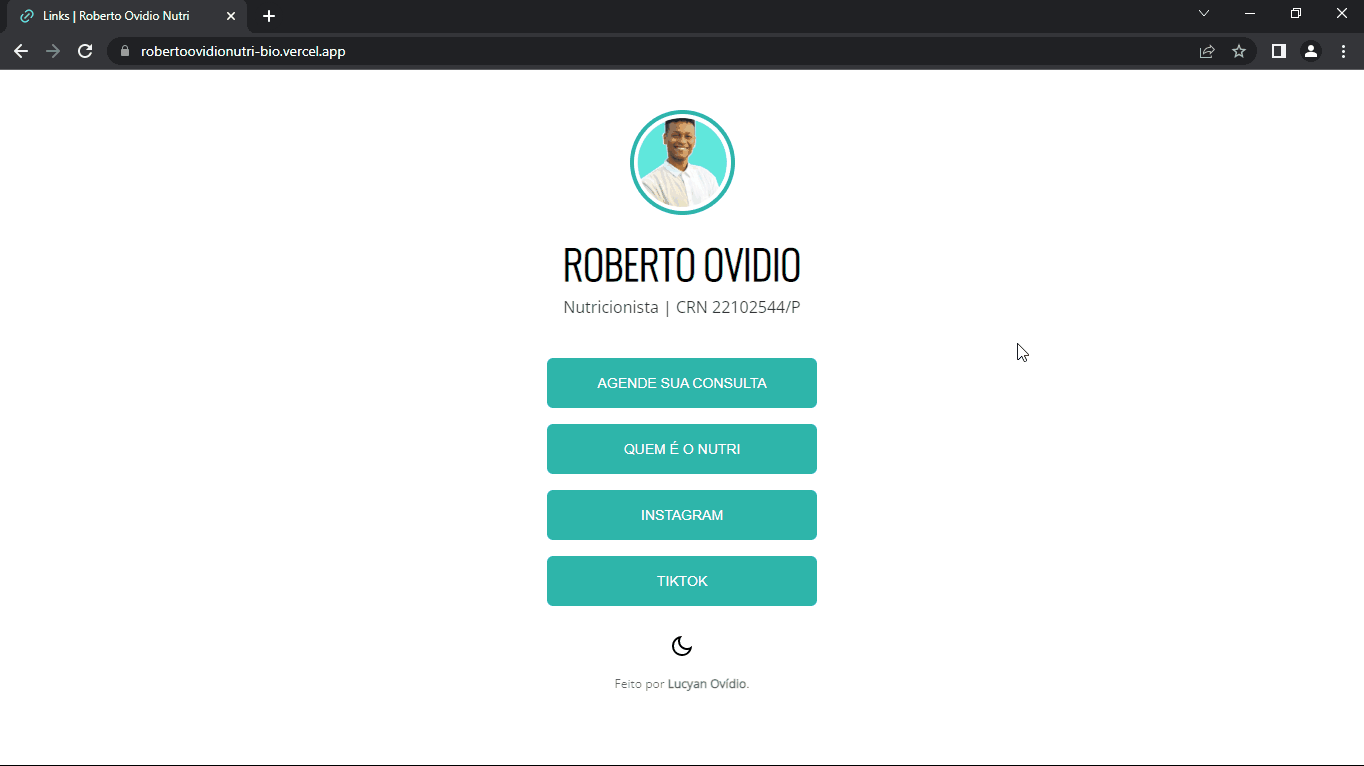 Links | Roberto Ovidio Nutri
robertoovidionutri-bio.vercel.app
ROBERTO OVIDIO
Nutricionista | CRN 22102544/P
AGENDE SUA CONSULTA
QUEM É O NUTRI
INSTAGRAM
TIKTOK
Feito por Lucyan Ovídio.